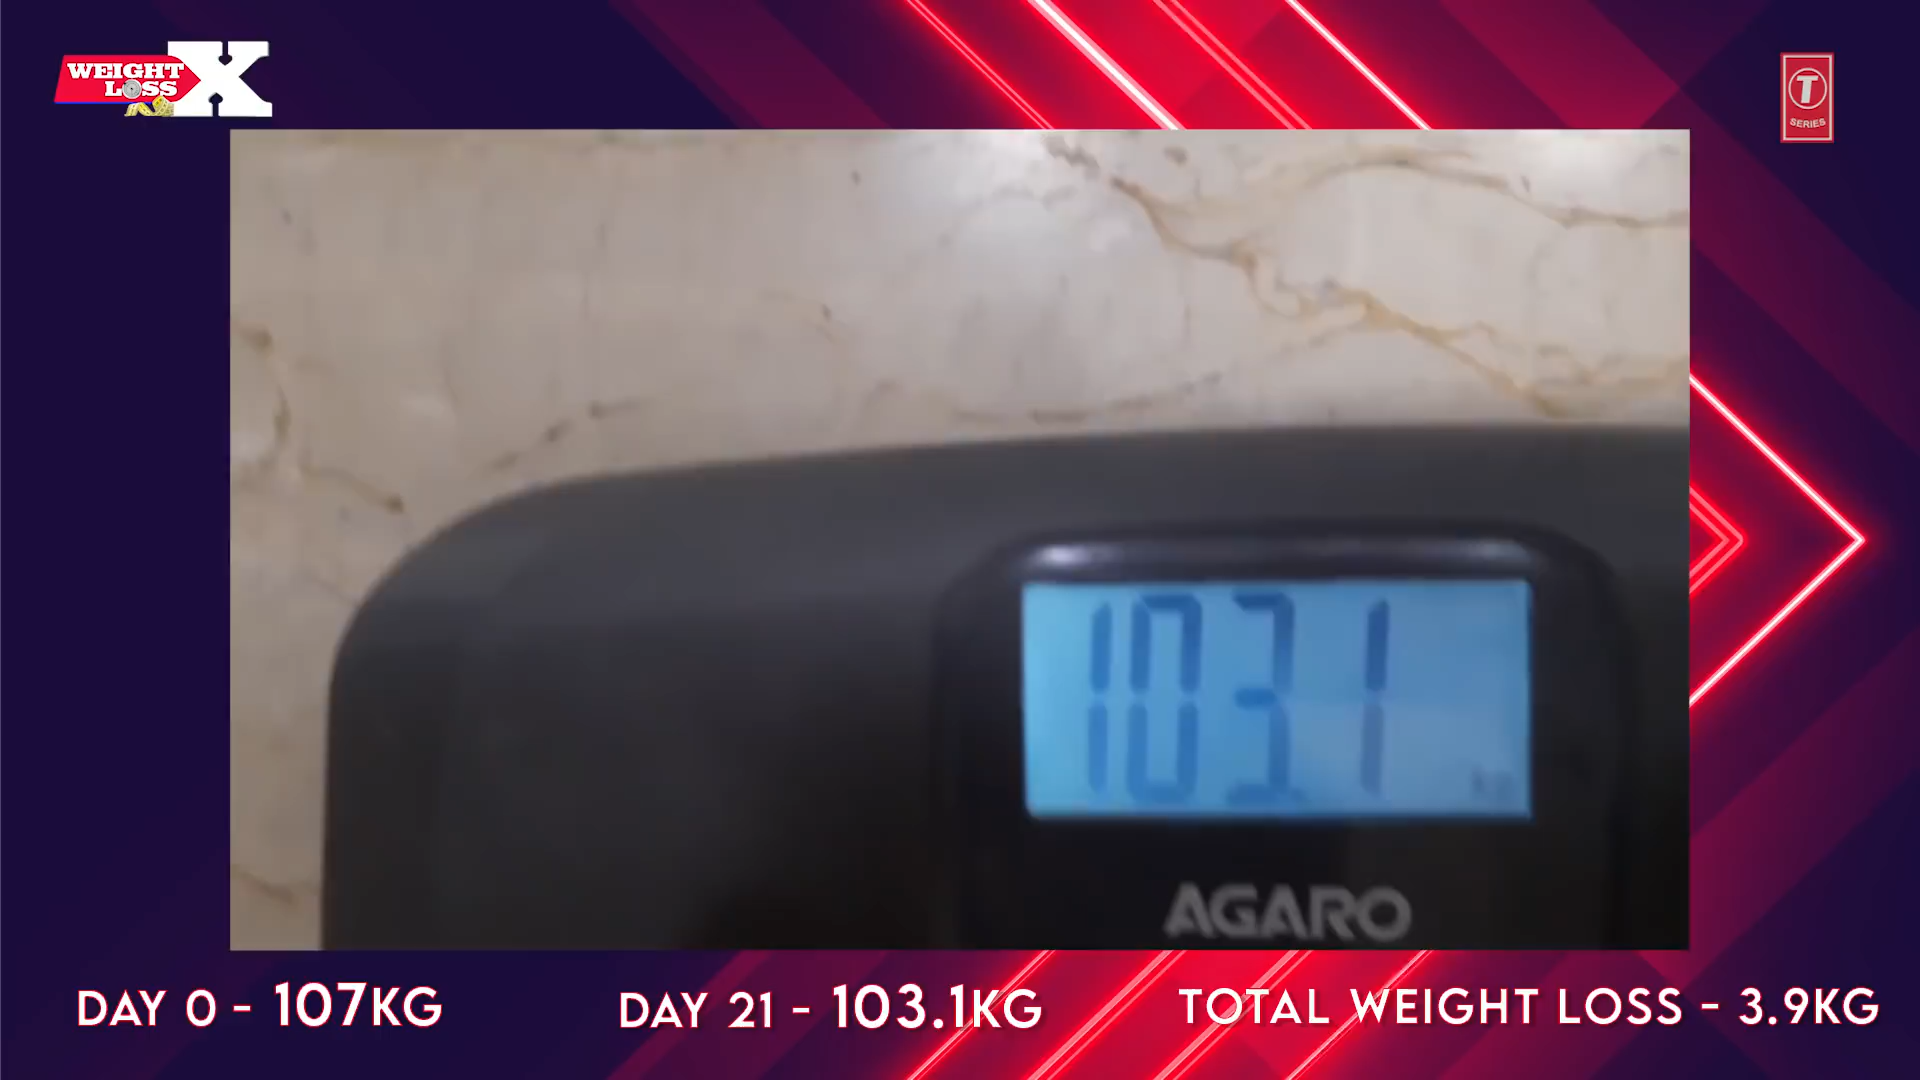 WEIGHT
LOSS
X
T
SERIES
103.1
AGARO
DAY 0 - 107KG
DAY 21 - 103.1KG
TOTAL WEIGHT LOSS - 3.9KG